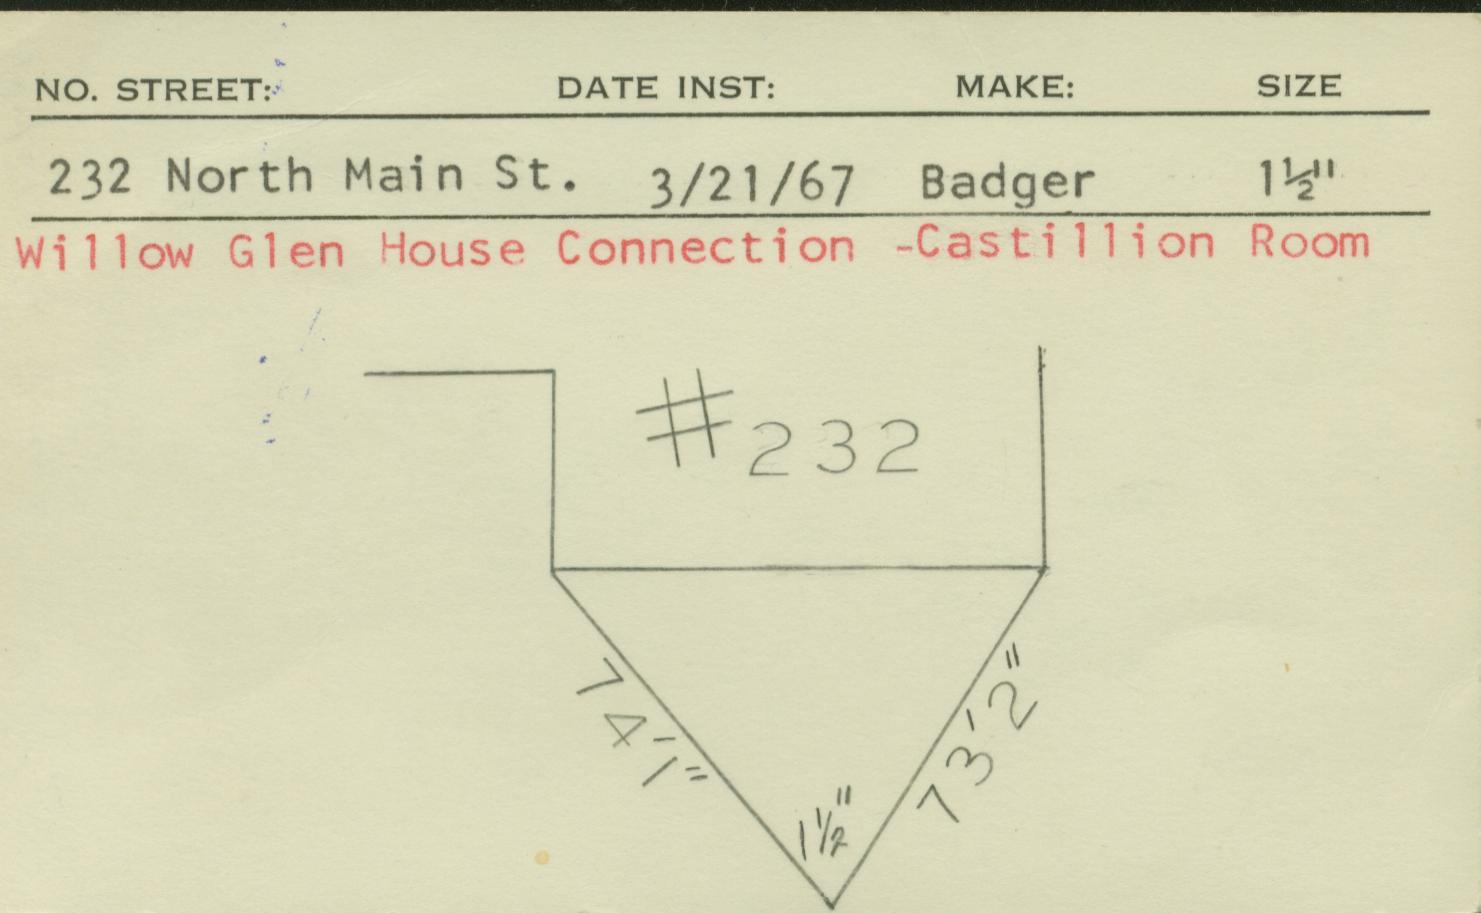 NO. STREET: DATE INST: MAKE: SIZE
232 North Main St. 3/21/67 Badger 1½"
Willow Glen House Connection -Castillion Room
#232
74'1"
73'2"
1½"